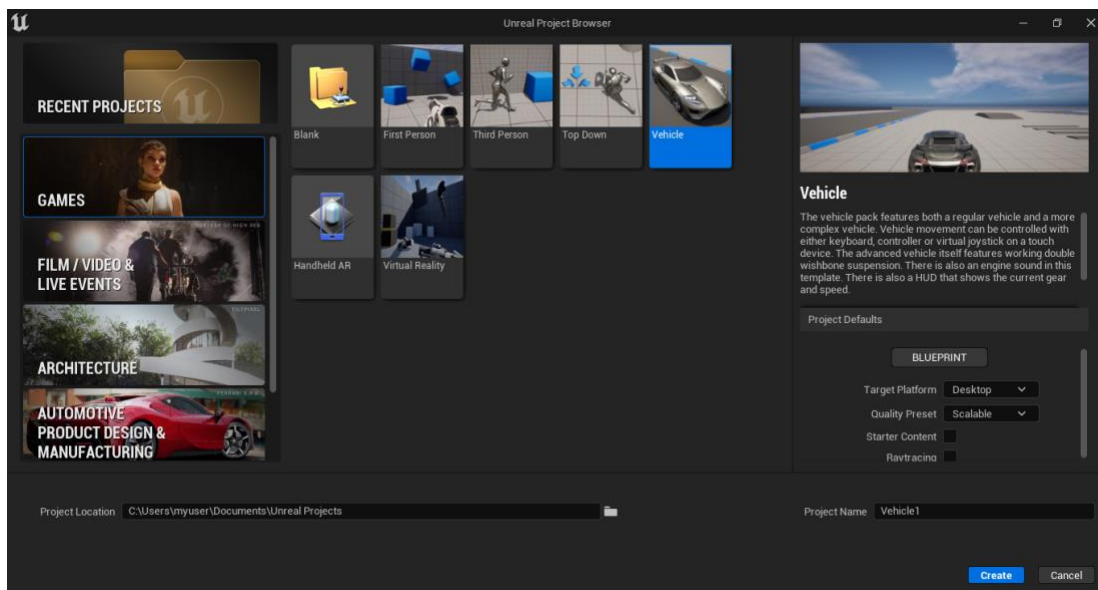 Unreal Project Browser
RECENT PROJECTS
GAMES
FILM / VIDEO &
LIVE EVENTS
ARCHITECTURE
AUTOMOTIVE
PRODUCT DESIGN &
MANUFACTURING
Blank
First Person
Third Person
Top Down
Vehicle
Handheld AR
Virtual Reality
Vehicle
The vehicle pack features both a regular vehicle and a more
complex vehicle. Vehicle movement can be controlled with
either keyboard, controller or virtual joystick on a touch
device. The advanced vehicle itself features working double
wishbone suspension. There is also an engine sound in this
template. There is also a HUD that shows the current gear
and speed.
Project Defaults
BLUEPRINT
Target Platform Desktop
Quality Preset Scalable
Starter Content
Raytracing
Project Location C:\Users\myuser\Documents\Unreal Projects
Project Name Vehicle1
Create Cancel